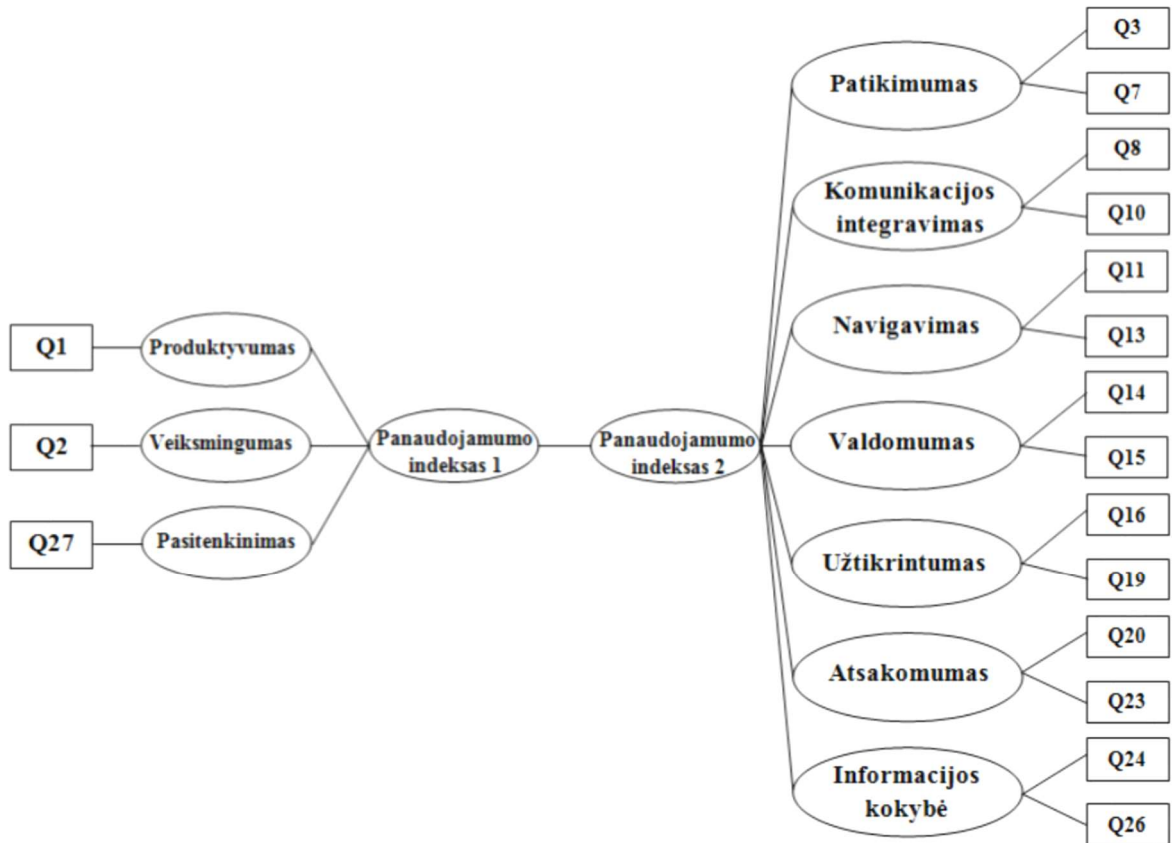 Q1
Produktyvumas
Q2
Veiksmingumas
Q27
Pasitenkinimas
Panaudojamumo
indeksas 1
Panaudojamumo
indeksas 2
Patikimumas
Q3
Q7
Komunikacijos
integravimas
Q8
Q10
Navigavimas
Q11
Q13
Valdomumas
Q14
Q15
Užtikrintumas
Q16
Q19
Atsakomumas
Q20
Q23
Informacijos
kokybė
Q24
Q26